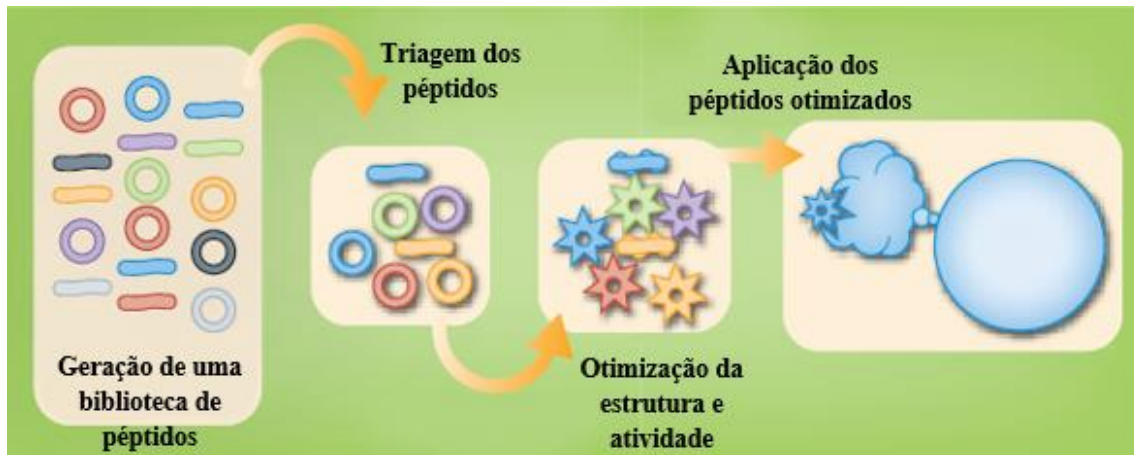 Geração de uma
biblioteca de
péptidos
Triagem dos
péptidos
Otimização da
estrutura e
atividade
Aplicação dos
péptidos otimizados